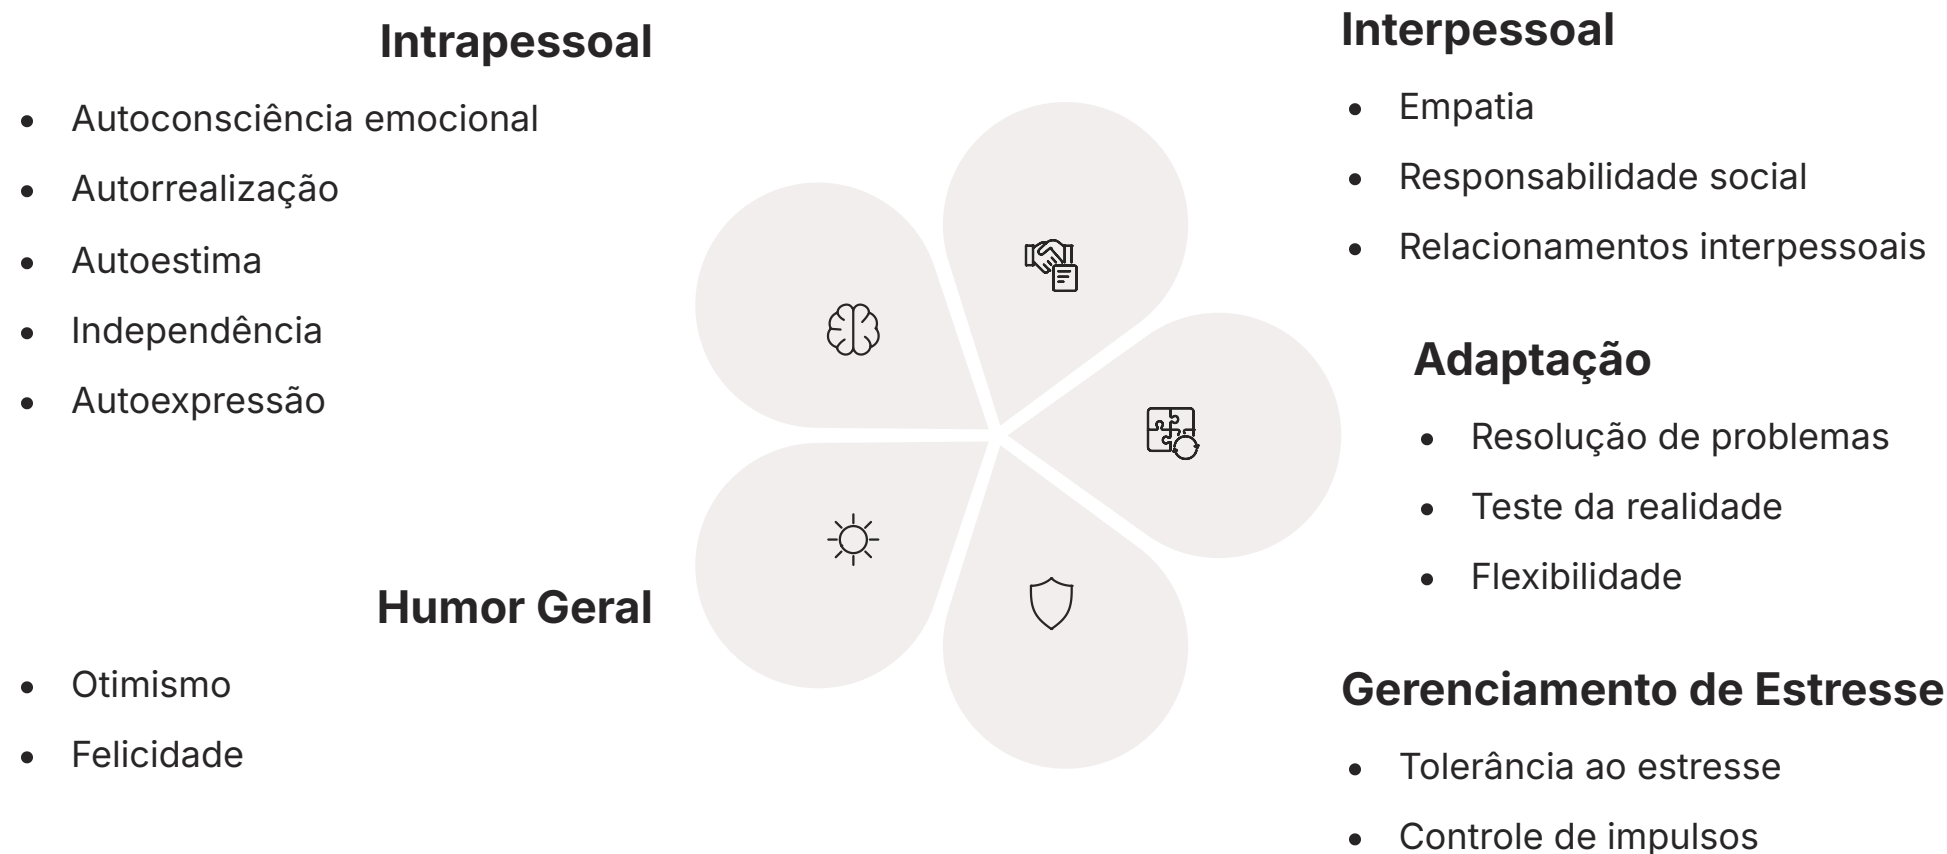 Intrapessoal
Autoconsciência emocional
Autorrealização
Autoestima
Independência
Autoexpressão
Humor Geral
Otimismo
Felicidade
Interpessoal
Empatia
Responsabilidade social
Relacionamentos interpessoais
Adaptação
Resolução de problemas
Teste da realidade
Flexibilidade
Gerenciamento de Estresse
Tolerância ao estresse
Controle de impulsos